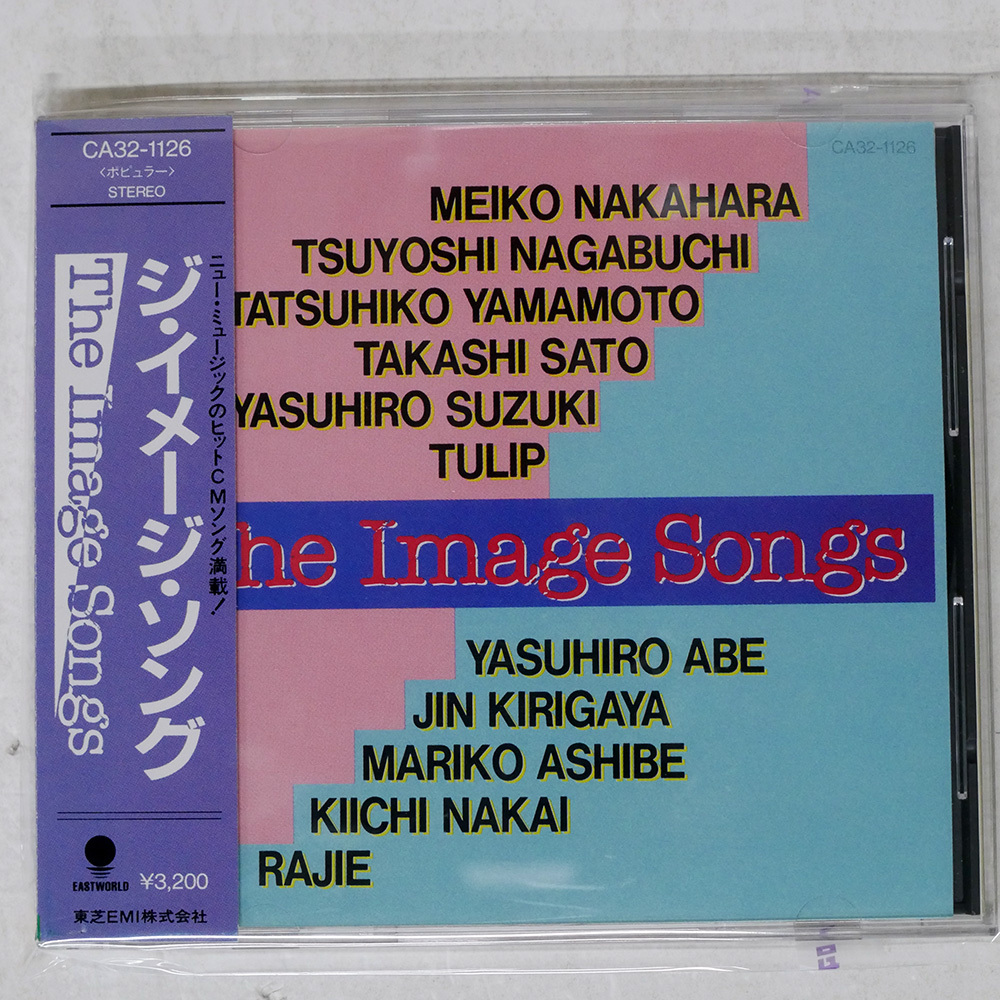 CA32-1126
<ポピュラー>
STEREO
ニュー・ミュージックのヒットCMソング満載!
ジ・イメージ・ソング
The Image Songs
EASTWORLD
¥3,200
東芝EMI株式会社
CA32-1126
MEIKO NAKAHARA
TSUYOSHI NAGABUCHI
TATSUHIKO YAMAMOTO
TAKASHI SATO
YASUHIRO SUZUKI
TULIP
he Image Songs
YASUHIRO ABE
JIN KIRIGAYA
MARIKO ASHIBE
KIICHI NAKAI
RAJIE